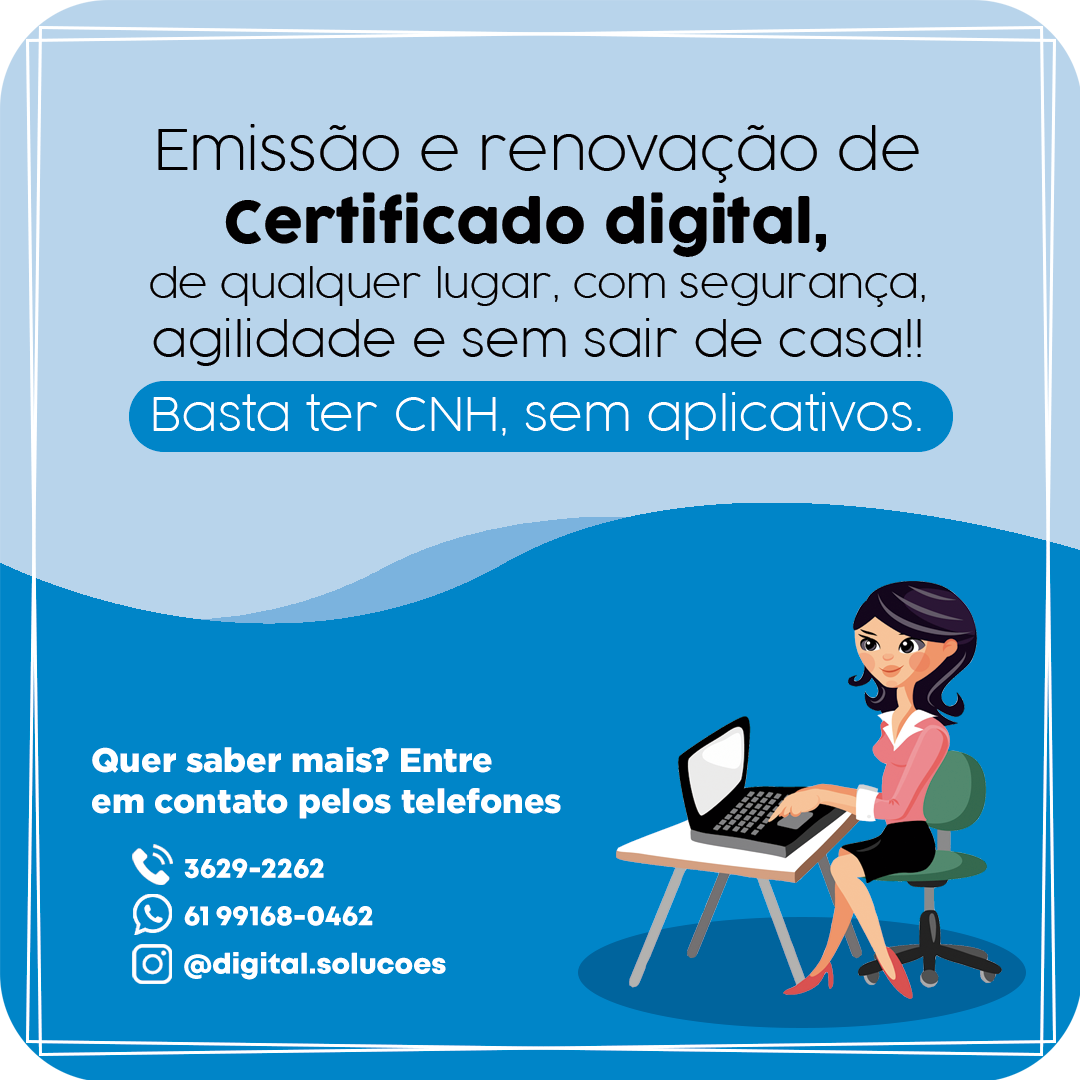 Emissão e renovação de
Certificado digital,
de qualquer lugar, com segurança,
agilidade e sem sair de casa!!
Basta ter CNH, sem aplicativos.
Quer saber mais? Entre
em contato pelos telefones
3629-2262
61 99168-0462
@digital.solucoes